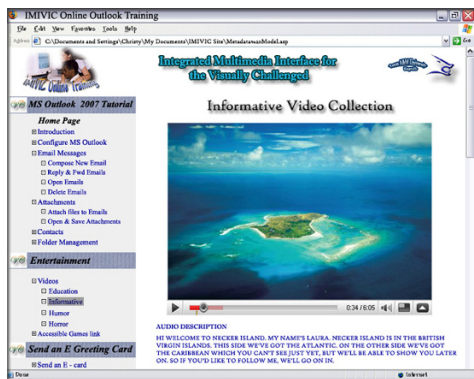 IMIVIC Online Outlook Training
File Edit View Favorites Tools Help
Address C:\Documents and Settings\Christy\My Documents\IMIVIC Site\MetadatawanModel.asp
Go
IMIVIC Online Training
Integrated Multimedia Interface for
the Visually Challenged
MS Outlook 2007 Tutorial
Home Page
Introduction
Configure MS Outlook
Email Messages
Compose New Email
Reply & Fwd Emails
Open Emails
Delete Emails
Attachments
Attach files to Emails
Open & Save Attachments
Contacts
Folder Management
Entertainment
Videos
Education
Informative
Humor
Horror
Accessible Games link
Send an E Greeting Card
Send an E - card
Informative Video Collection
0:34 / 6:05
AUDIO DESCRIPTION
HI WELCOME TO NECKER ISLAND. MY NAME'S LAURA. NECKER ISLAND IS IN THE BRITISH
VIRGIN ISLANDS. THIS SIDE WE'VE GOT THE ATLANTIC. ON THE OTHER SIDE WE'VE GOT
THE CARIBBEAN WHICH YOU CAN'T SEE JUST YET, BUT WE'LL BE ABLE TO SHOW YOU LATER
ON. SO IF YOU'D LIKE TO FOLLOW ME, WE'LL GO ON IN.
Done
Internet